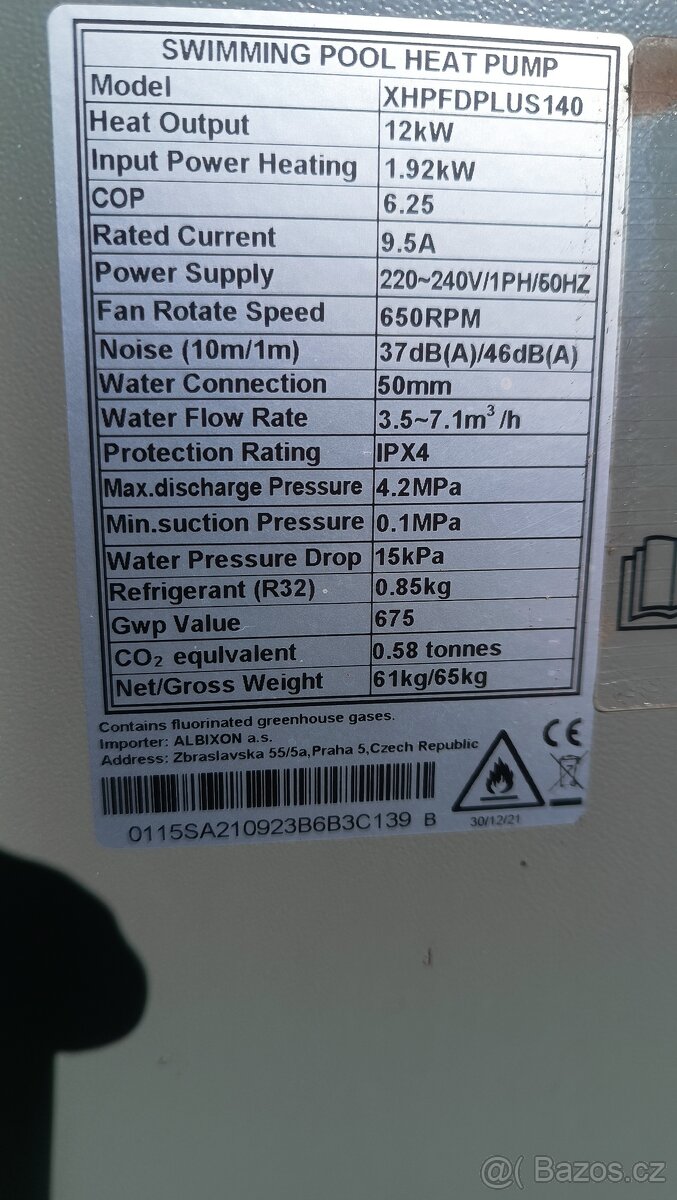 SWIMMING POOL HEAT PUMP
Model XHPFDPLUS140
Heat Output 12kW
Input Power Heating 1.92kW
COP 6.25
Rated Current 9.5A
Power Supply 220~240V/1PH/50HZ
Fan Rotate Speed 650RPM
Noise (10m/1m) 37dB(A)/46dB(A)
Water Connection 50mm
Water Flow Rate 3.5~7.1m³/h
Protection Rating IPX4
Max.discharge Pressure 4.2MPa
Min.suction Pressure 0.1MPa
Water Pressure Drop 15kPa
Refrigerant (R32) 0.85kg
Gwp Value 675
CO₂ equlvalent 0.58 tonnes
Net/Gross Weight 61kg/65kg
Contains fluorinated greenhouse gases.
Importer: ALBIXON a.s.
Address: Zbraslavska 55/5a,Praha 5,Czech Republic
CE
0115SA210923B6B3C139 B
30/12/21
@( Bazos.cz